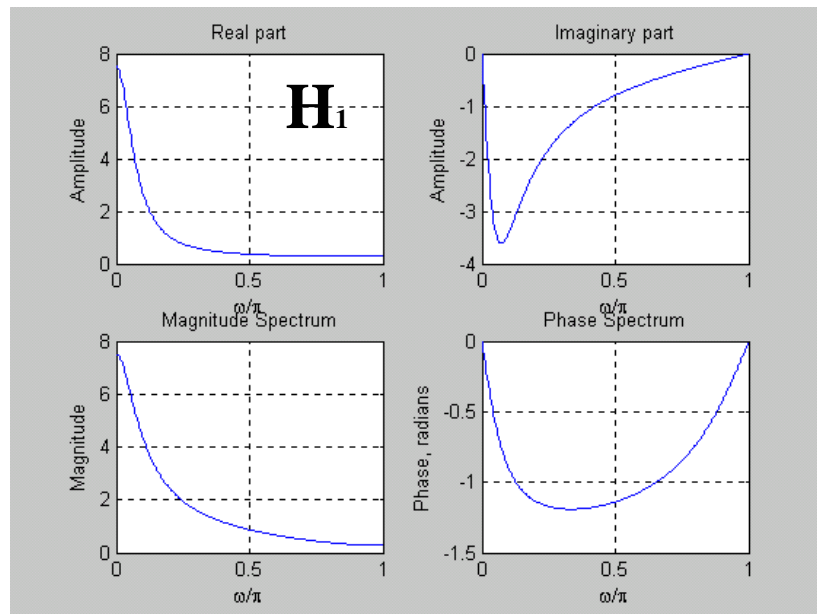 Real part
H₁
Amplitude
8
6
4
2
0
0
0.5
1
ω/π
Imaginary part
Amplitude
0
-1
-2
-3
-4
0
0.5
1
ω/π
Magnitude Spectrum
Magnitude
8
6
4
2
0
0
0.5
1
ω/π
Phase Spectrum
Phase, radians
0
-0.5
-1
-1.5
0
0.5
1
ω/π